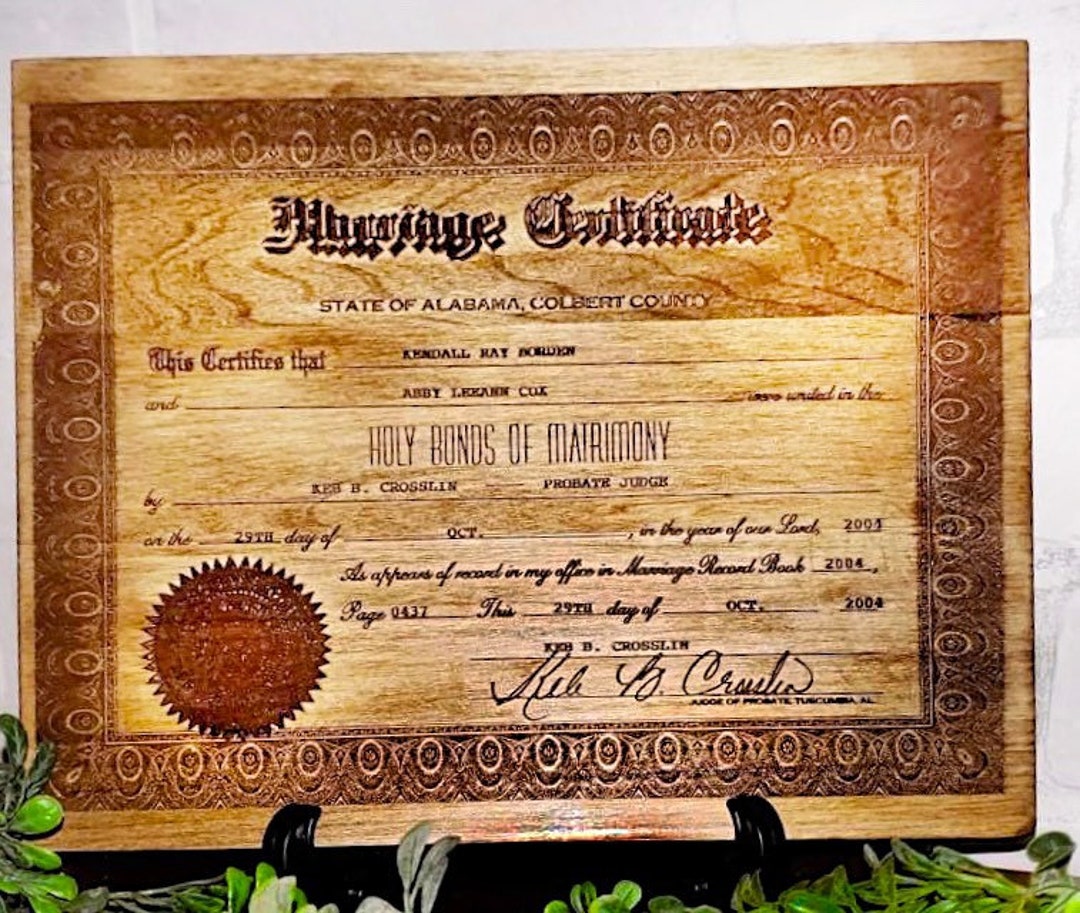 Marriage Certificate
STATE OF ALABAMA, COLBERT COUNTY
This Certifies that KENDALL RAY BORDEN
and ABBY LEEANN COX were united in the
HOLY BONDS OF MATRIMONY
by KEB B. CROSSLIN PROBATE JUDGE
on the 29TH day of OCT. , in the year of our Lord, 2004
As appears of record in my office in Marriage Record Book 2004 ,
Page 0437 This 29TH day of OCT. 2004
KEB B. CROSSLIN
Keb B. Crosslin
JUDGE OF PROBATE, TUSCUMBIA, AL.